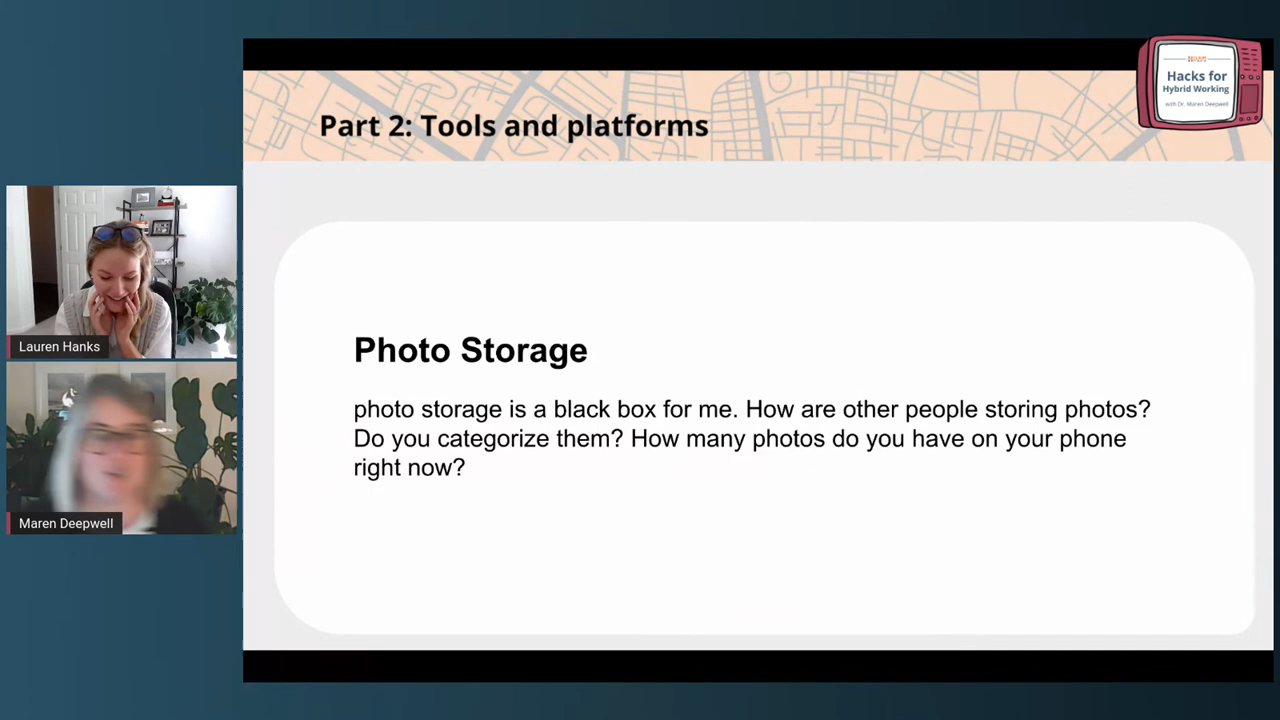 Part 2: Tools and platforms
Hacks for
Hybrid Working
with Dr. Maren Deepwell
Lauren Hanks
Maren Deepwell
Photo Storage
photo storage is a black box for me. How are other people storing photos?
Do you categorize them? How many photos do you have on your phone
right now?